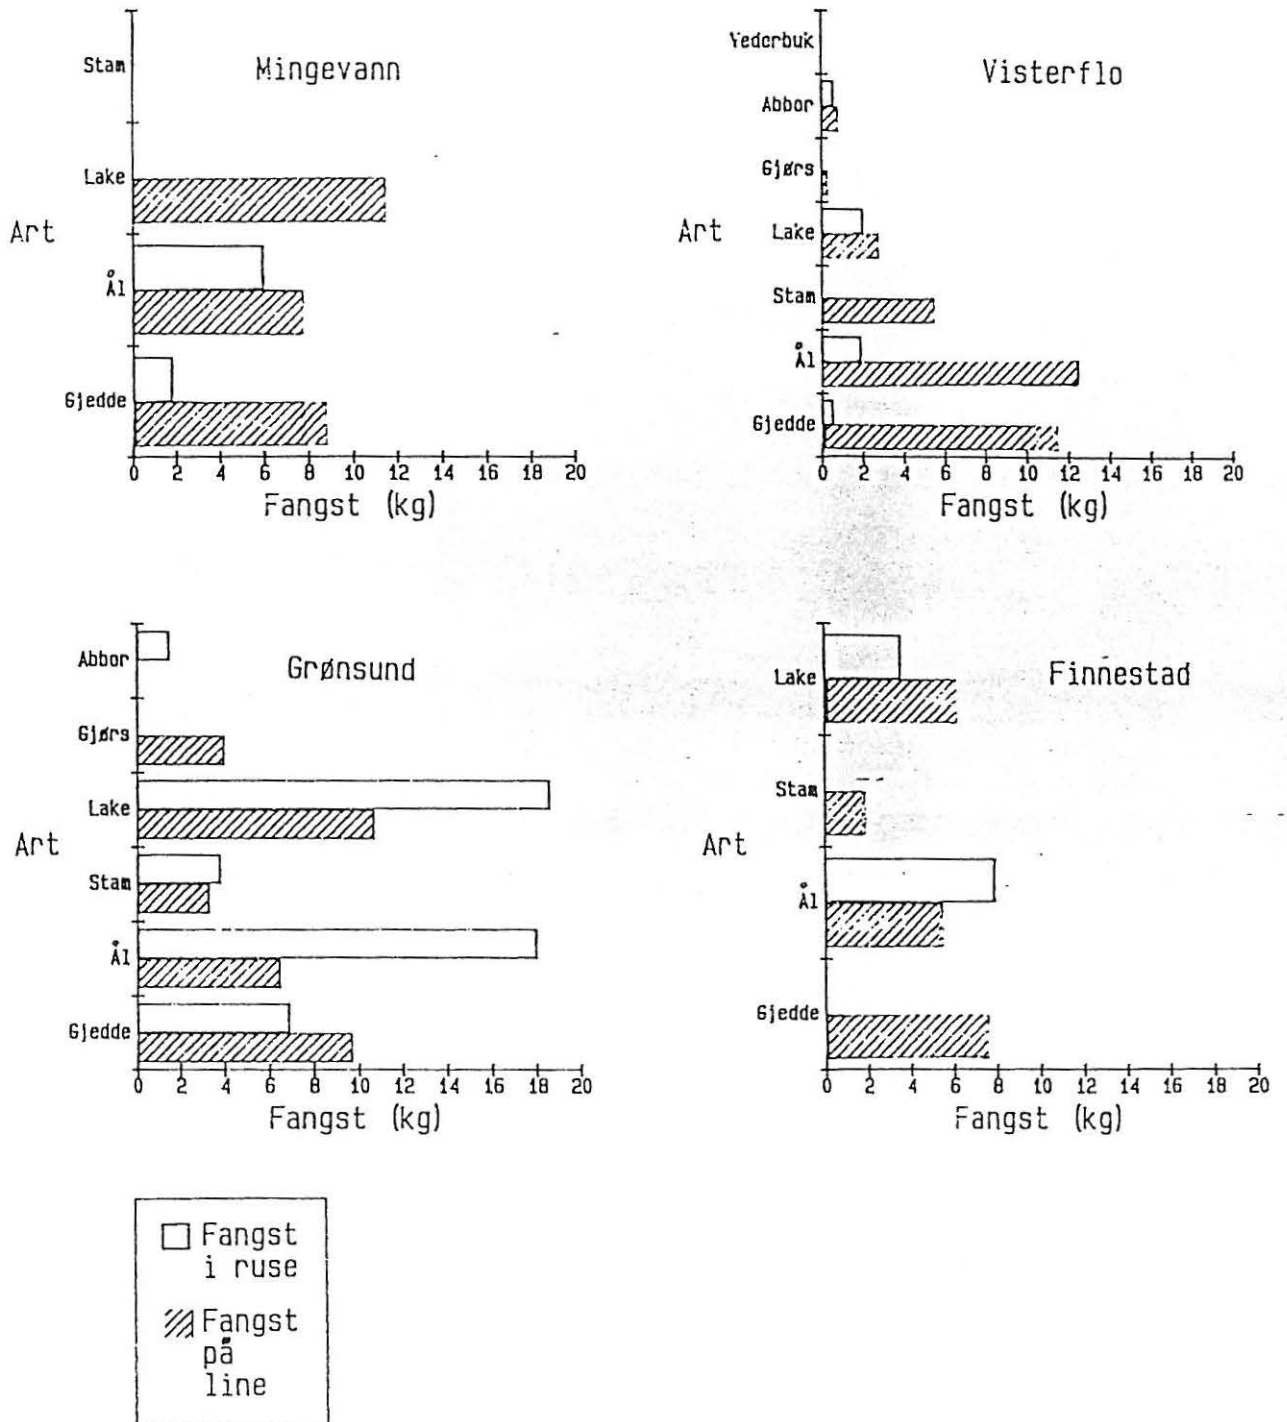 Mingevann
Stam
Lake
Art
Ål
Gjedde
0 2 4 6 8 10 12 14 16 18 20
Fangst (kg)
Visterflo
Vederbuk
Abbor
Gjørs
Lake
Art
Stam
Ål
Gjedde
0 2 4 6 8 10 12 14 16 18 20
Fangst (kg)
Grønsund
Abbor
Gjørs
Lake
Art
Stam
Ål
Gjedde
0 2 4 6 8 10 12 14 16 18 20
Fangst (kg)
Finnestad
Lake
Stam
Art
Ål
Gjedde
0 2 4 6 8 10 12 14 16 18 20
Fangst (kg)
Fangst
i ruse
Fangst
på
line